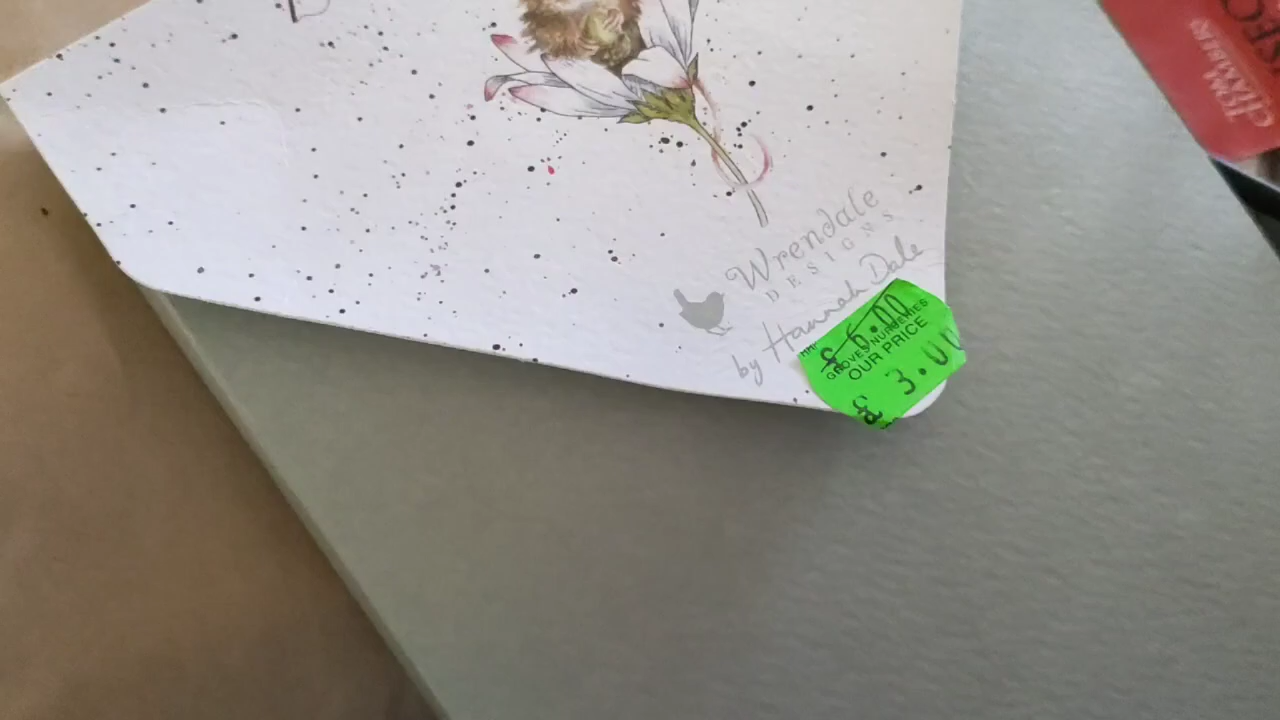 Wrendale
DESIGNS
by Hannah Dale
£6.00
GROVES NURSERIES
OUR PRICE
£ 3.00